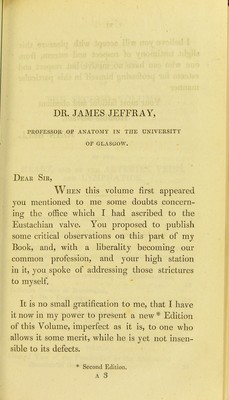 DR. JAMES JEFFRAY,
PROFESSOR OF ANATOMY IN THE UNIVERSITY
OF GLASGOW.
DEAR SIR,
WHEN this volume first appeared
you mentioned to me some doubts concern-
ing the office which I had ascribed to the
Eustachian valve. You proposed to publish
some critical observations on this part of my
Book, and, with a liberality becoming our
common profession, and your high station
in it, you spoke of addressing those strictures
to myself.
It is no small gratification to me, that I have
it now in my power to present a new * Edition
of this Volume, imperfect as it is, to one who
allows it some merit, while he is yet not insen-
sible to its defects.
* Second Edition.
A 3